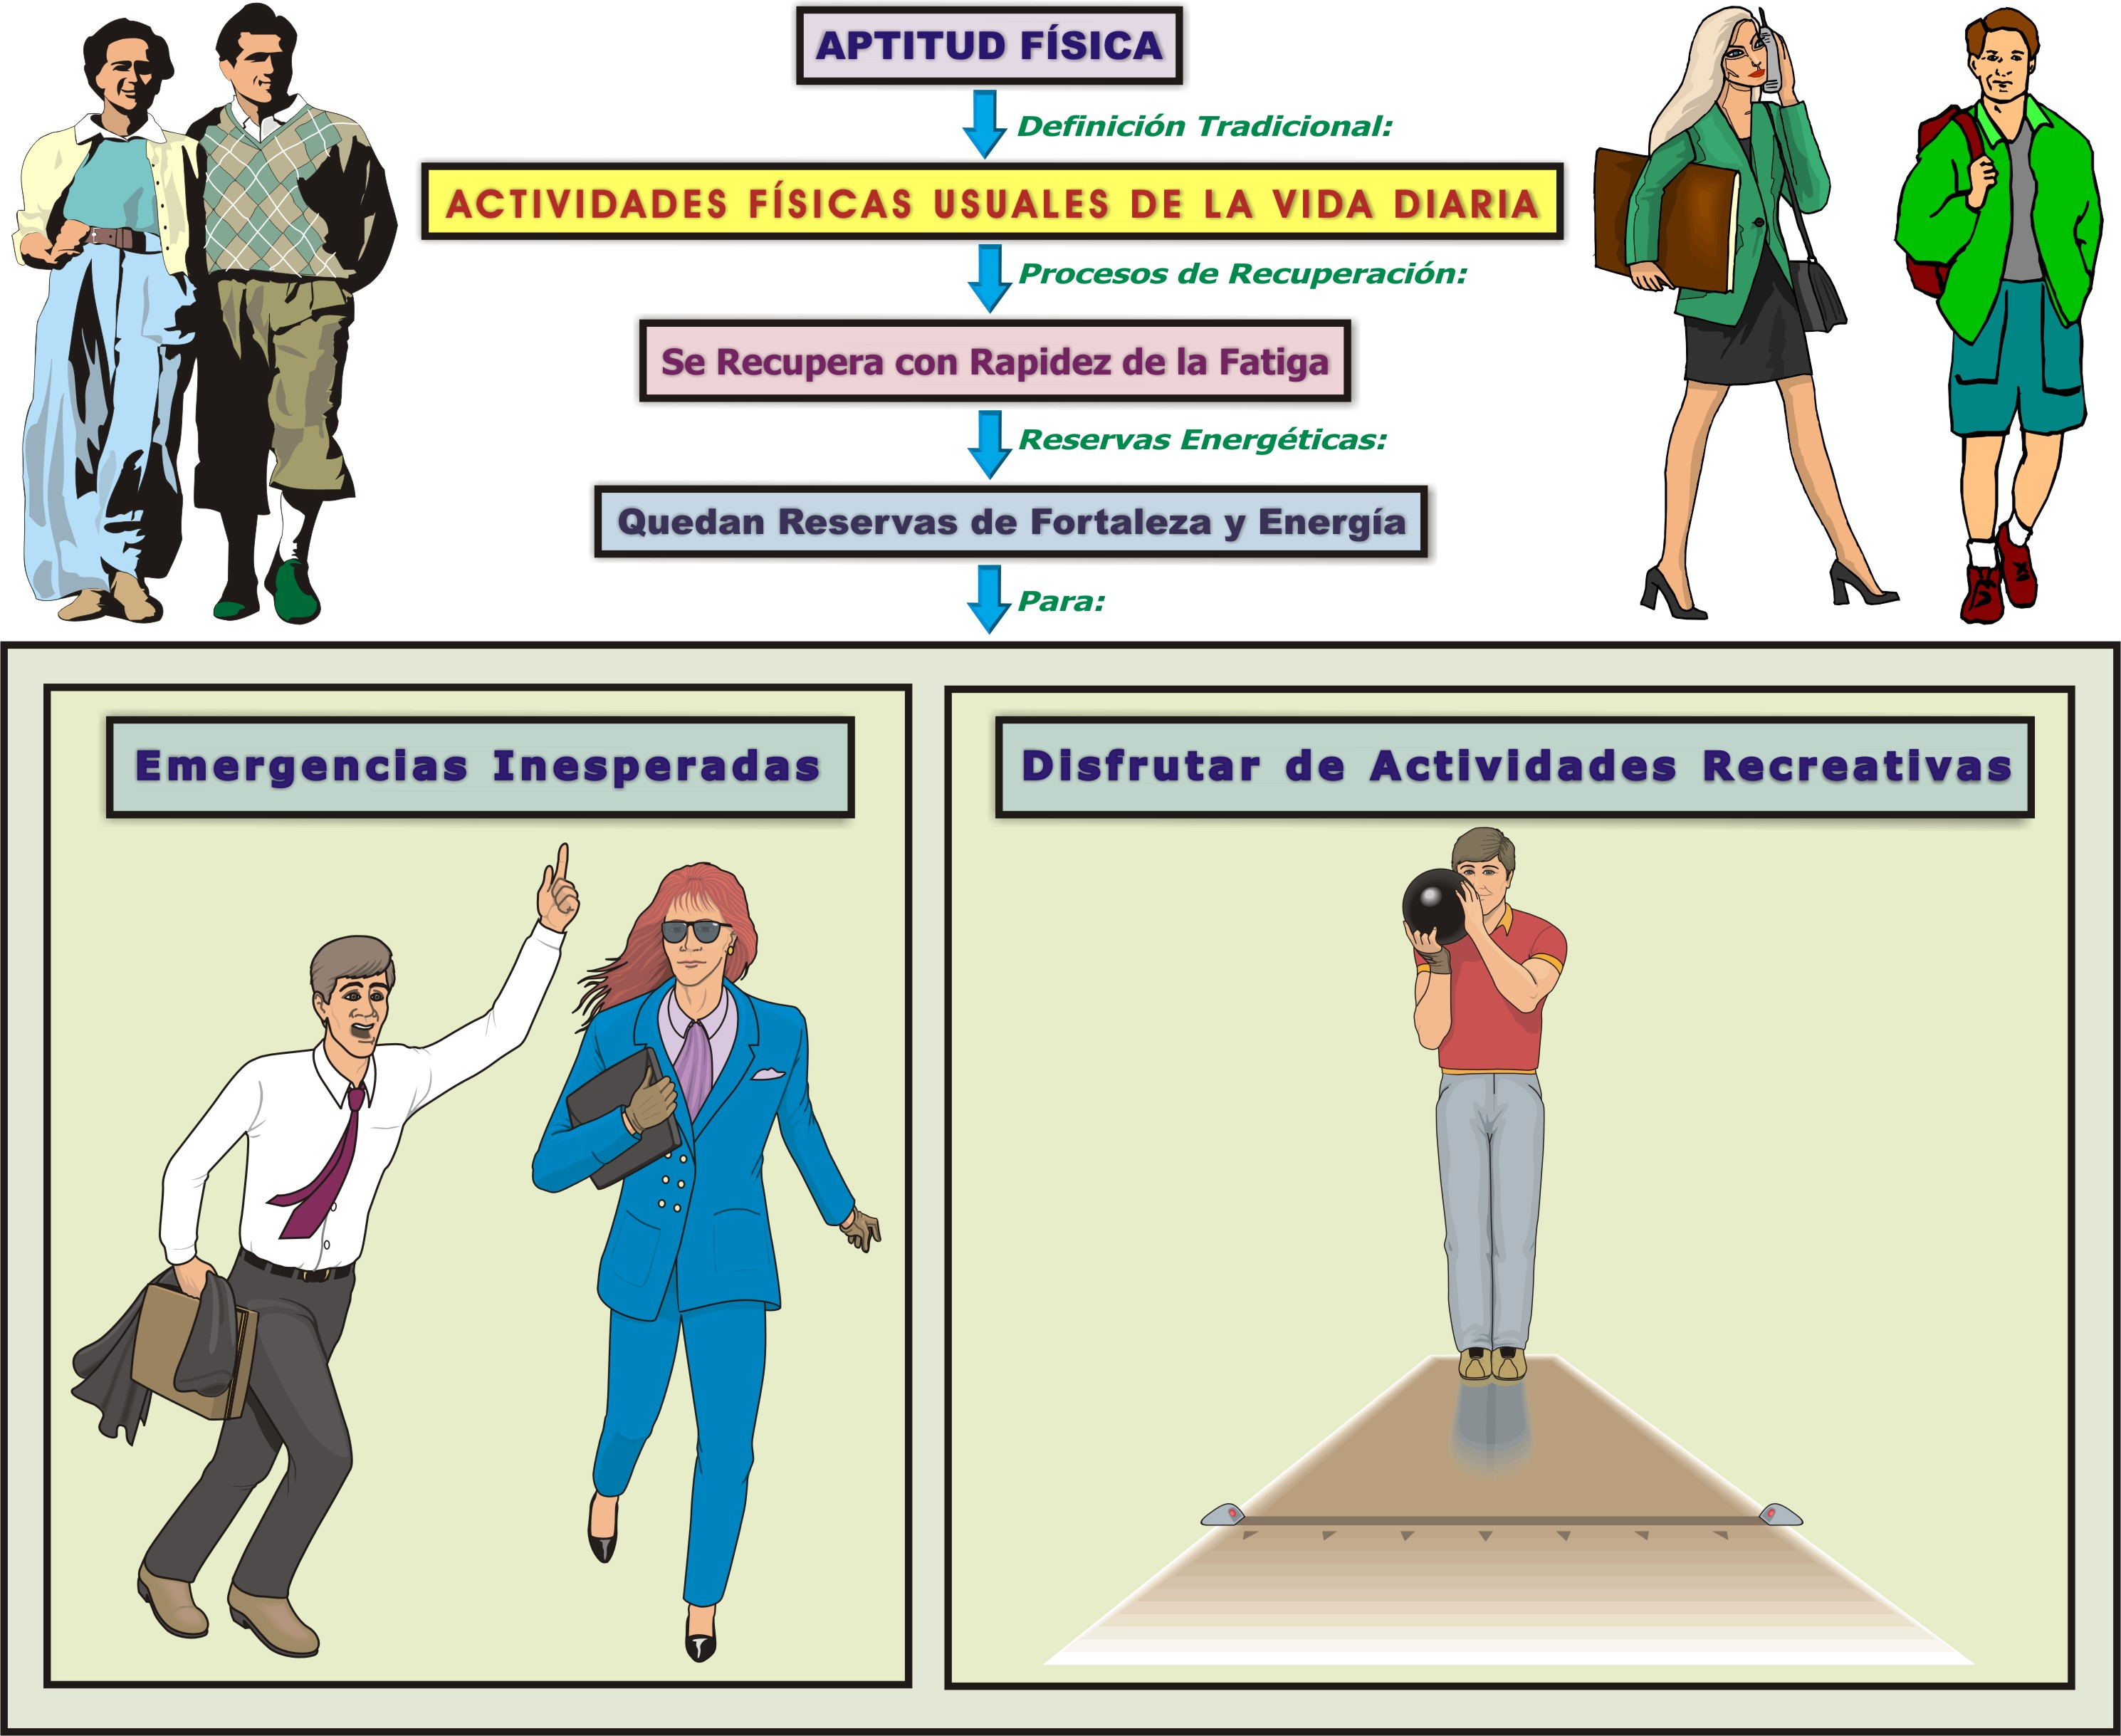 APTITUD FÍSICA
Definición Tradicional:
ACTIVIDADES FÍSICAS USUALES DE LA VIDA DIARIA
Procesos de Recuperación:
Se Recupera con Rapidez de la Fatiga
Reservas Energéticas:
Quedan Reservas de Fortaleza y Energía
Para:
Emergencias Inesperadas
Disfrutar de Actividades Recreativas